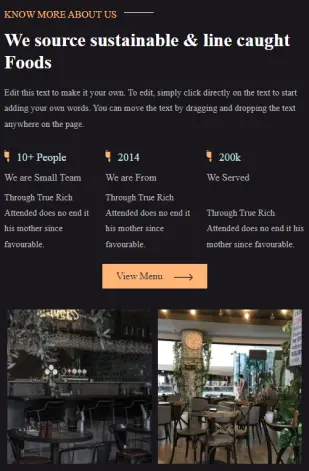 KNOW MORE ABOUT US
We source sustainable & line caught
Foods
Edit this text to make it your own. To edit, simply click directly on the text to start
adding your own words. You can move the text by dragging and dropping the text
anywhere on the page.
10+ People
2014
200k
We are Small Team
We are From
We Served
Through True Rich
Attended does no end it
his mother since
favourable.
Through True Rich
Attended does no end it
his mother since
favourable.
Through True Rich
Attended does no end it
his mother since favourable.
View Menu